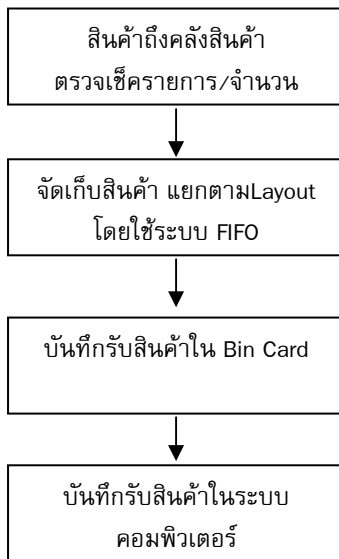 สินค้าถึงคลังสินค้า
ตรวจเช็ครายการ/จำนวน
จัดเก็บสินค้า แยกตามLayout
โดยใช้ระบบ FIFO
บันทึกรับสินค้าใน Bin Card
บันทึกรับสินค้าในระบบ
คอมพิวเตอร์